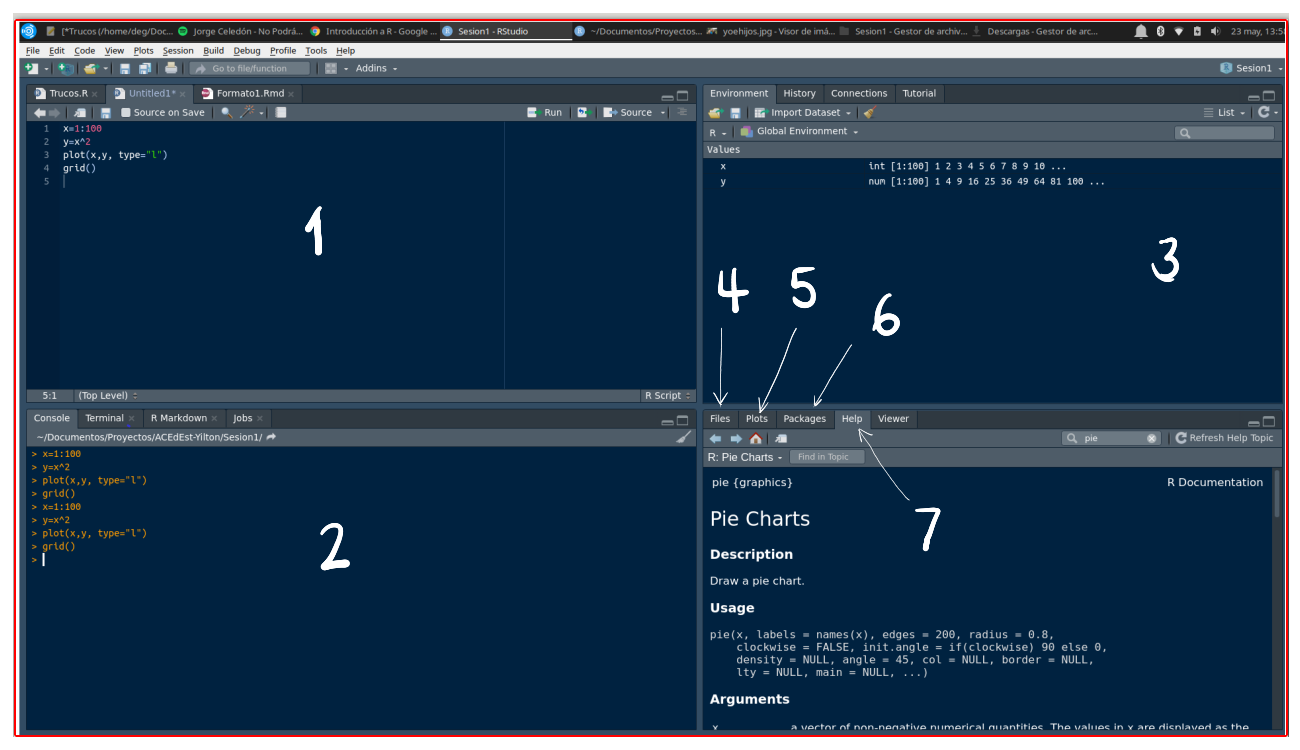 [*Trucos (/home/deg/Doc...
Jorge Celedón - No Podrá...
Introducción a R - Google ...
Sesion1 - RStudio
~/Documentos/Proyectos...
yoehijos.jpg - Visor de imá...
Sesion1 - Gestor de archiv...
Descargas - Gestor de arc...
23 may, 13:5
File Edit Code View Plots Session Build Debug Profile Tools Help
Go to file/function
Addins
Sesion1
Trucos.R × Untitled1* × Formato1.Rmd ×
Source on Save
Run
Source
1 x=1:100
2 y=x^2
3 plot(x,y, type="l")
4 grid()
5
1
5:1 (Top Level)
R Script
Environment History Connections Tutorial
Import Dataset
List
R
Global Environment
Values
x int [1:100] 1 2 3 4 5 6 7 8 9 10 ...
y num [1:100] 1 4 9 16 25 36 49 64 81 100 ...
3
4
5
6
Console Terminal × R Markdown × Jobs ×
~/Documentos/Proyectos/ACEdEst-Yilton/Sesion1/
> x=1:100
> y=x^2
> plot(x,y, type="l")
> grid()
> x=1:100
> y=x^2
> plot(x,y, type="l")
> grid()
>
2
Files Plots Packages Help Viewer
pie
Refresh Help Topic
R: Pie Charts
Find in Topic
pie {graphics}
R Documentation
7
Pie Charts
Description
Draw a pie chart.
Usage
pie(x, labels = names(x), edges = 200, radius = 0.8,
clockwise = FALSE, init.angle = if(clockwise) 90 else 0,
density = NULL, angle = 45, col = NULL, border = NULL,
lty = NULL, main = NULL, ...)
Arguments
x a vector of non-negative numerical quantities. The values in x are displayed as the